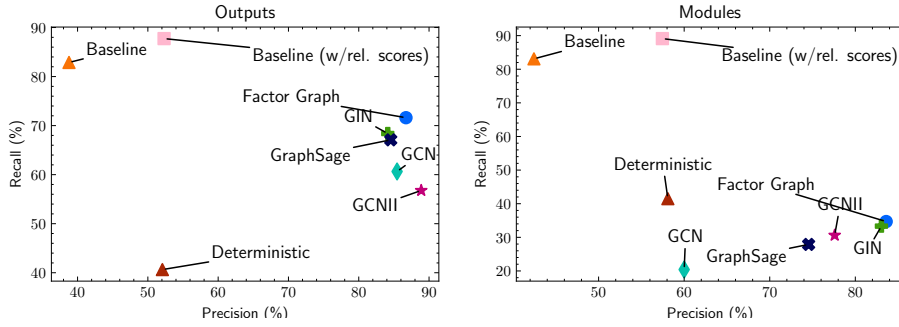 Outputs
90
80
70
60
50
40
Recall (%)
40
50
60
70
80
90
Precision (%)
Baseline
Baseline (w/rel. scores)
Factor Graph
GIN
GraphSage
GCN
GCNII
Deterministic
Modules
90
80
70
60
50
40
30
20
Recall (%)
50
60
70
80
Precision (%)
Baseline
Baseline (w/rel. scores)
Deterministic
Factor Graph
GCNII
GCN
GraphSage
GIN